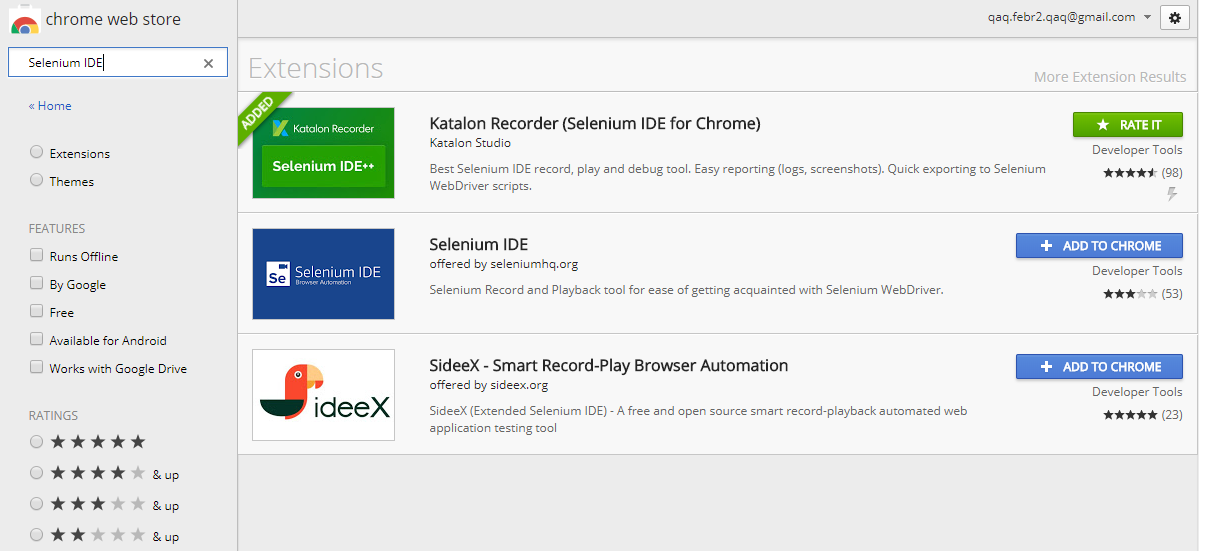 chrome web store
qaq.febr2.qaq@gmail.com
Selenium IDE
« Home
Extensions
Themes
FEATURES
Runs Offline
By Google
Free
Available for Android
Works with Google Drive
RATINGS
& up
& up
& up
Extensions
More Extension Results
ADDED
Katalon Recorder
Selenium IDE++
Katalon Recorder (Selenium IDE for Chrome)
Katalon Studio
Best Selenium IDE record, play and debug tool. Easy reporting (logs, screenshots). Quick exporting to Selenium
WebDriver scripts.
RATE IT
Developer Tools
(98)
Se Selenium IDE
Browser Automation
Selenium IDE
offered by seleniumhq.org
Selenium Record and Playback tool for ease of getting acquainted with Selenium WebDriver.
ADD TO CHROME
Developer Tools
(53)
ideeX
SideeX - Smart Record-Play Browser Automation
offered by sideex.org
SideeX (Extended Selenium IDE) - A free and open source smart record-playback automated web
application testing tool
ADD TO CHROME
Developer Tools
(23)